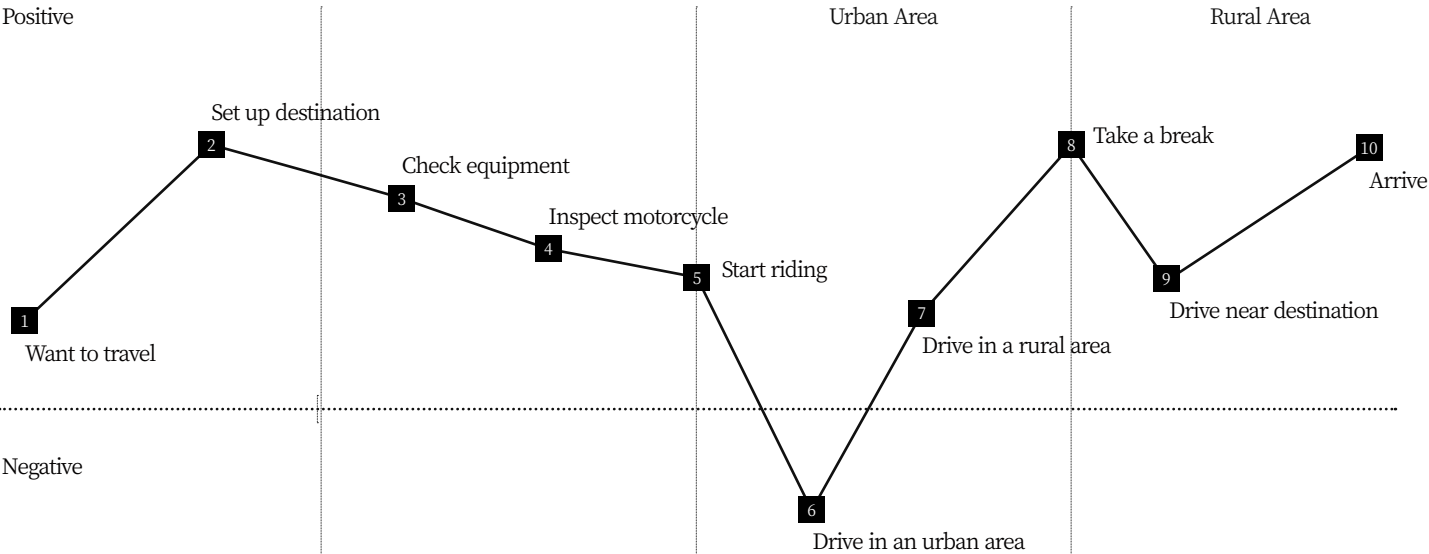 Positive
Urban Area
Rural Area
Set up destination
2
8
Take a break
10
Check equipment
3
Arrive
Inspect motorcycle
4
5
Start riding
9
Drive near destination
1
7
Want to travel
Drive in a rural area
Negative
6
Drive in an urban area